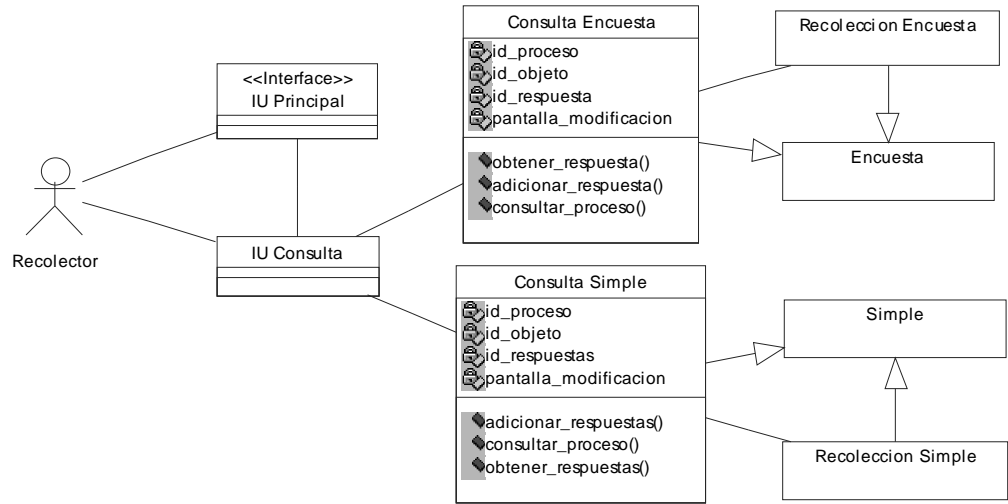 Consulta Encuesta
id_proceso
id_objeto
id_respuesta
pantalla_modificacion
obtener_respuesta()
adicionar_respuesta()
consultar_proceso()
Recoleccion Encuesta
Encuesta
<<Interface>>
IU Principal
Recolector
IU Consulta
Consulta Simple
id_proceso
id_objeto
id_respuestas
pantalla_modificacion
adicionar_respuestas()
consultar_proceso()
obtener_respuestas()
Simple
Recoleccion Simple